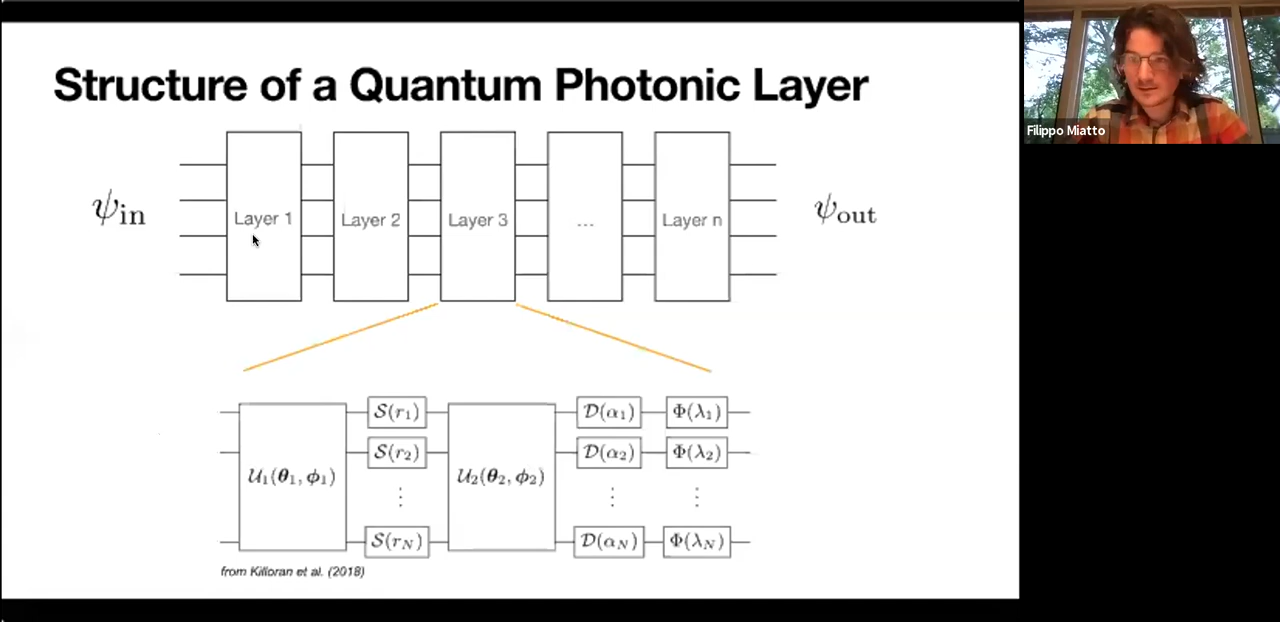 Structure of a Quantum Photonic Layer
Filippo Miatto
ψin
Layer 1
Layer 2
Layer 3
...
Layer n
ψout
S(r1)
D(α1)
Φ(λ1)
S(r2)
D(α2)
Φ(λ2)
U1(θ1, ϕ1)
U2(θ2, ϕ2)
⋮
⋮
⋮
S(rN)
D(αN)
Φ(λN)
from Killoran et al. (2018)